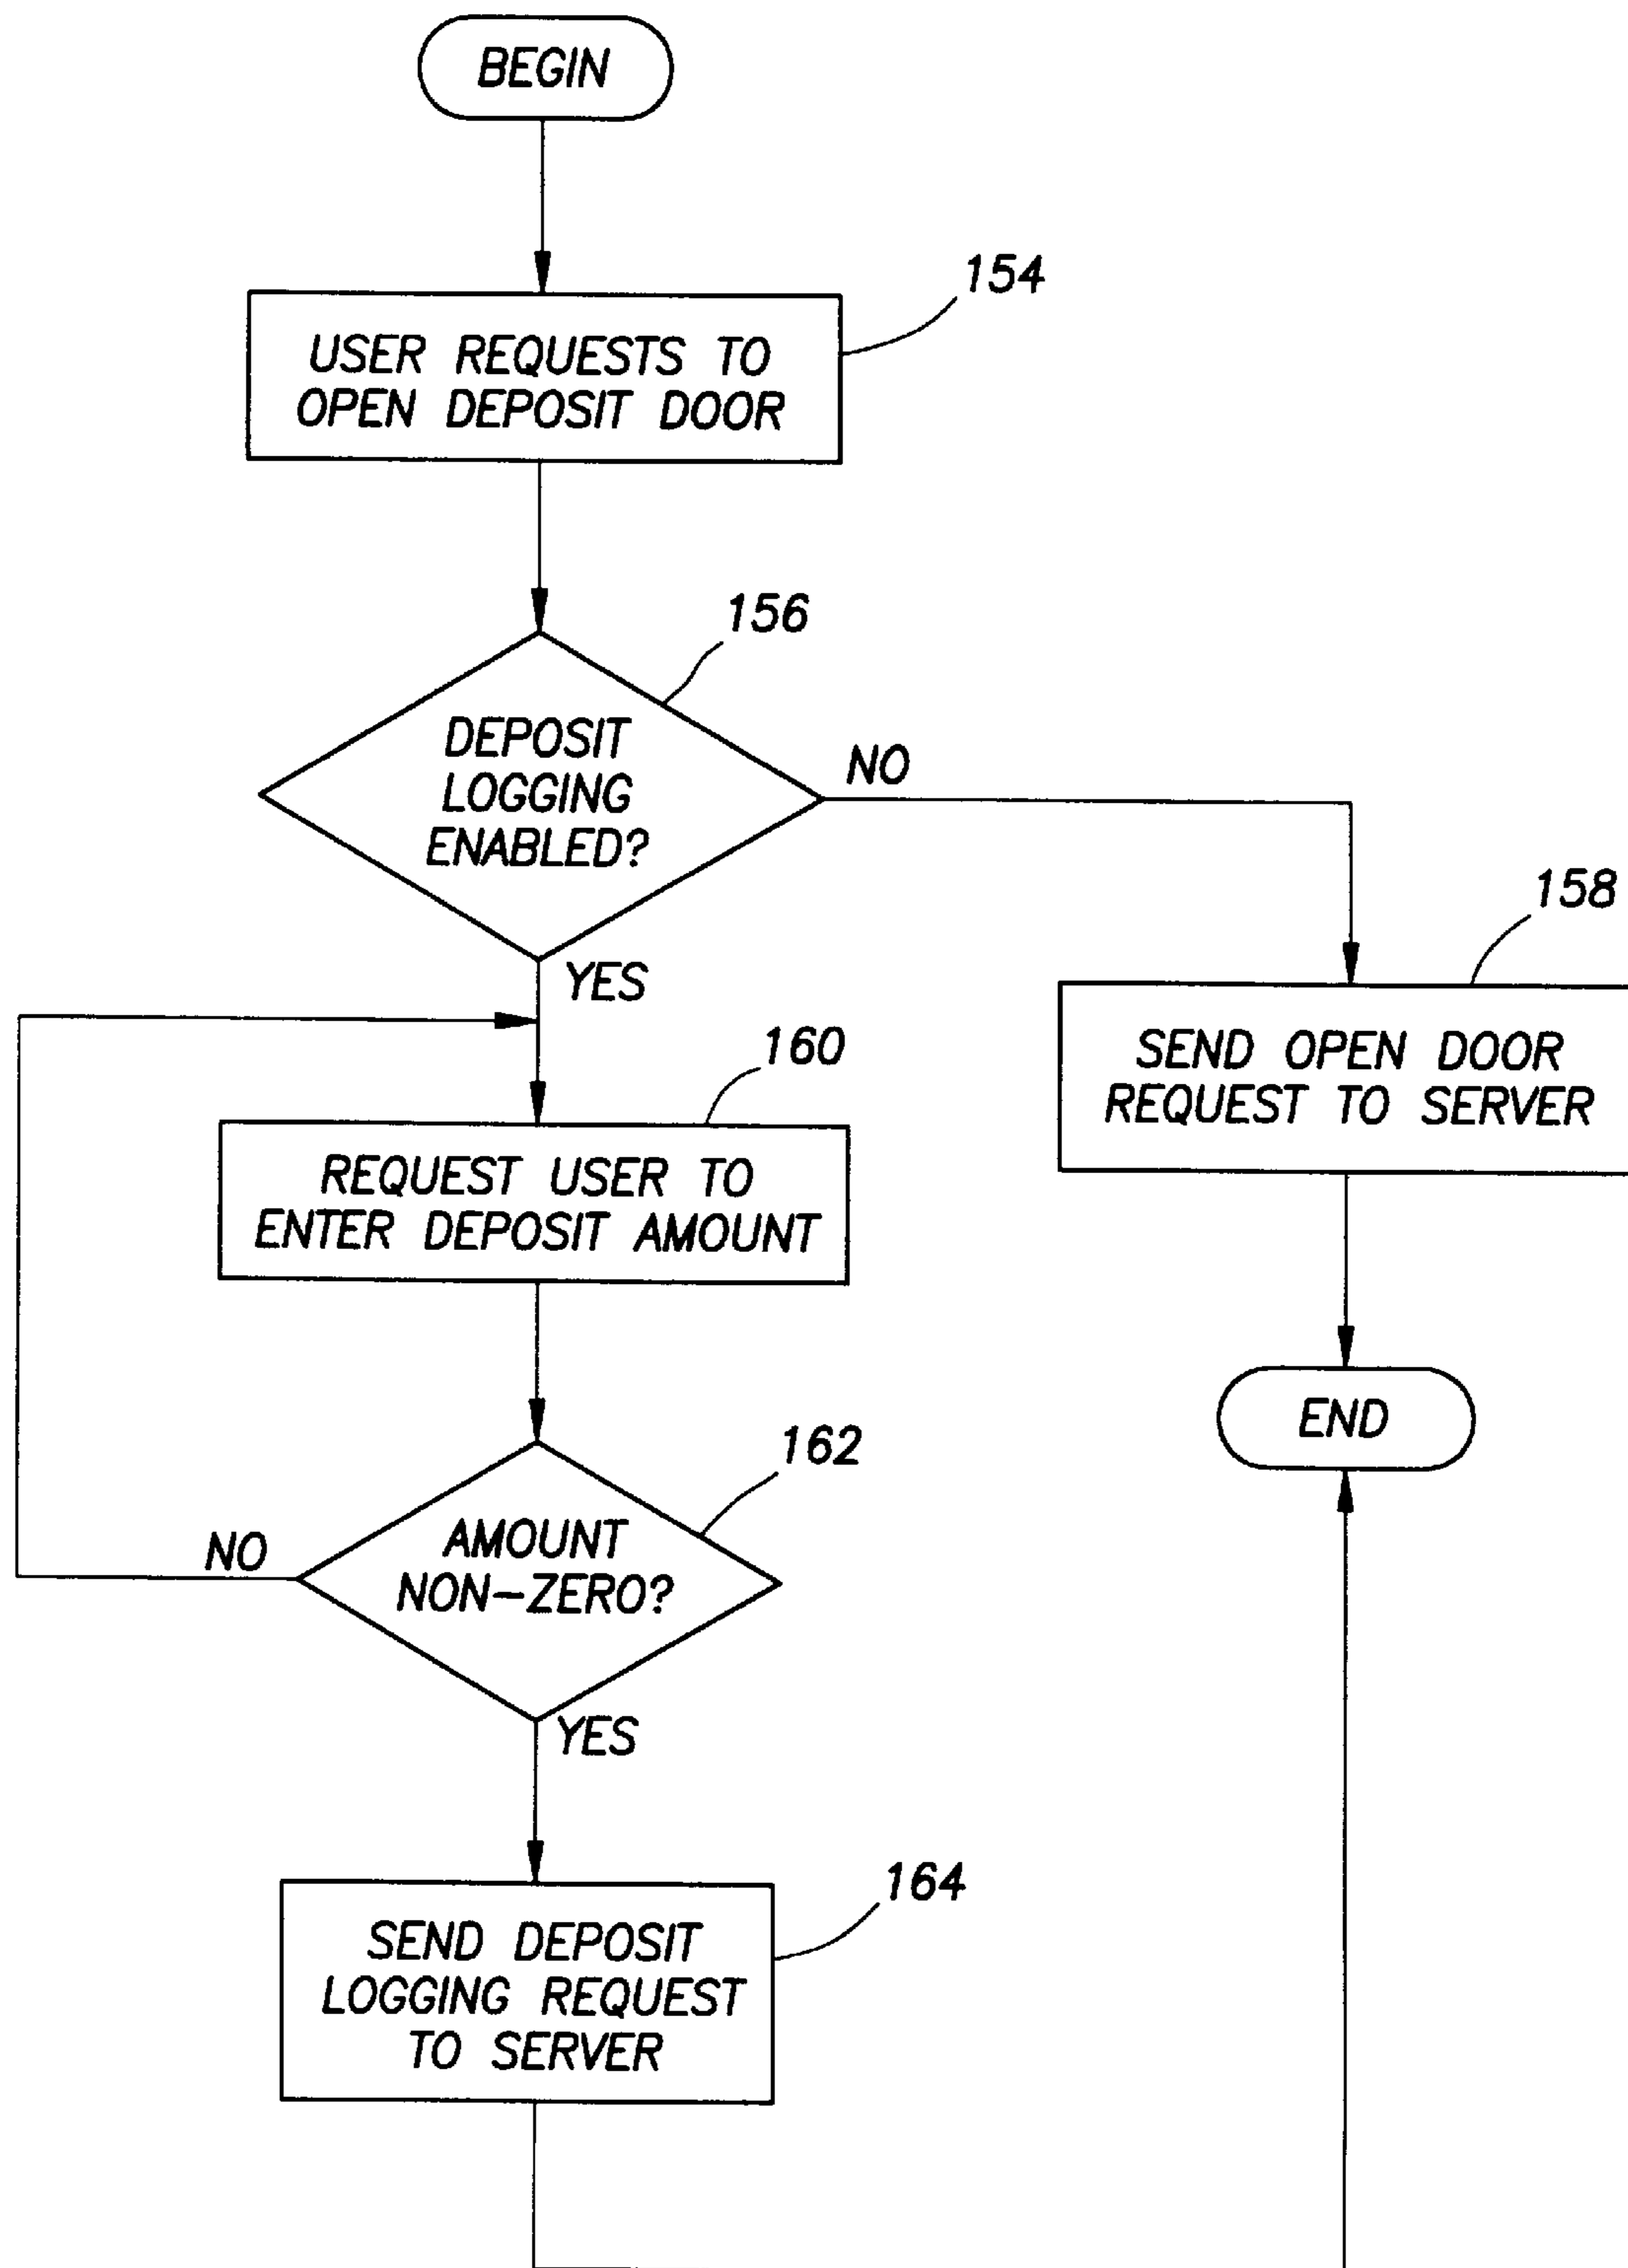 BEGIN
154
USER REQUESTS TO
OPEN DEPOSIT DOOR
156
DEPOSIT
LOGGING
ENABLED?
NO
YES
158
SEND OPEN DOOR
REQUEST TO SERVER
160
REQUEST USER TO
ENTER DEPOSIT AMOUNT
END
162
AMOUNT
NON-ZERO?
NO
YES
164
SEND DEPOSIT
LOGGING REQUEST
TO SERVER